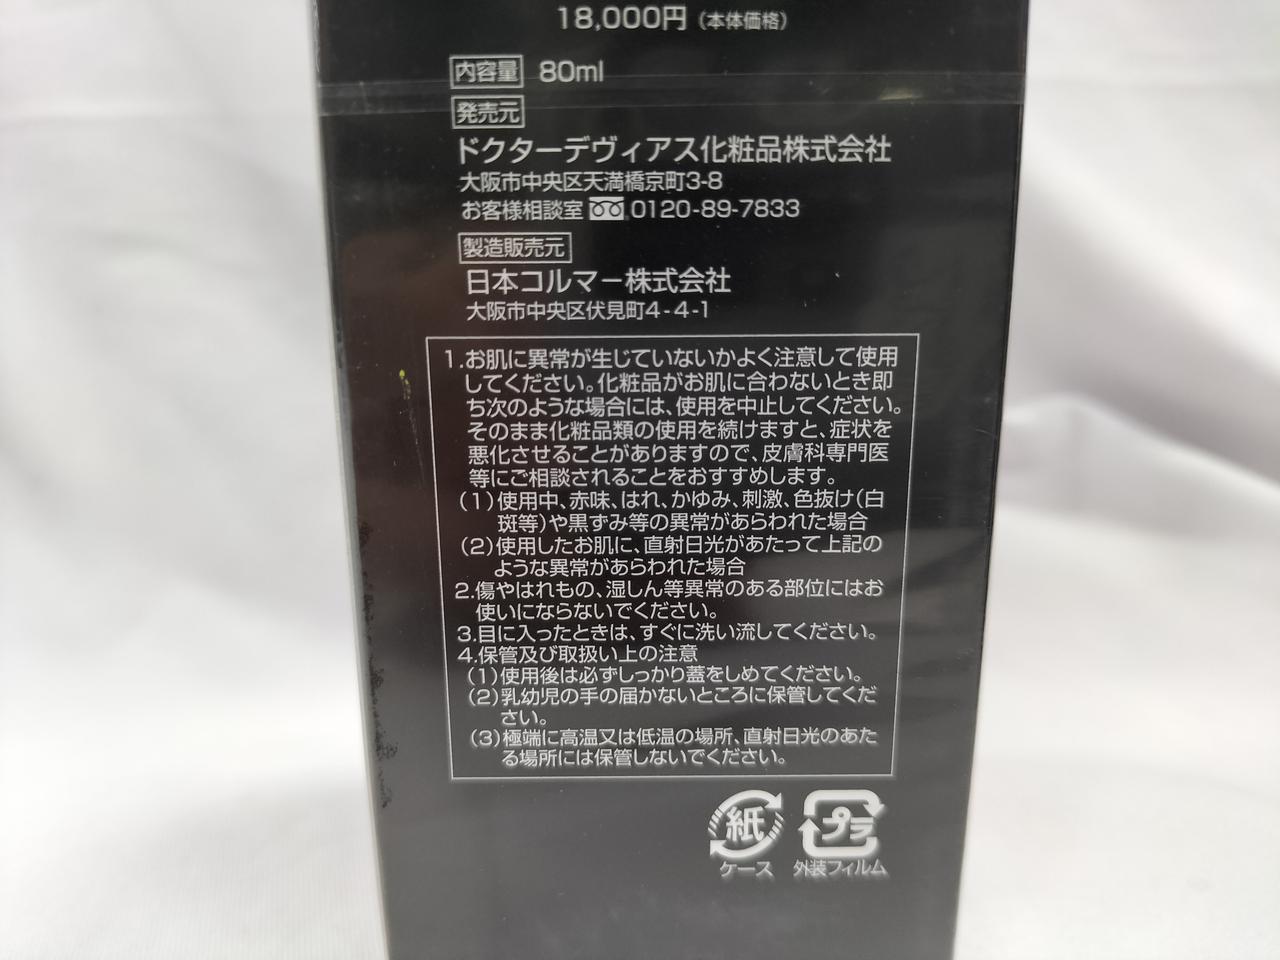 18,000円(本体価格)
内容量 80ml
発売元
ドクターデヴィアス化粧品株式会社
大阪市中央区天満橋京町3-8
お客様相談室 0120-89-7833
製造販売元
日本コルマー株式会社
大阪市中央区伏見町4-4-1
1.お肌に異常が生じていないかよく注意して使用
してください。化粧品がお肌に合わないとき即
ち次のような場合には、使用を中止してください。
そのまま化粧品類の使用を続けますと、症状を
悪化させることがありますので、皮膚科専門医
等にご相談されることをおすすめします。
(1)使用中、赤味、はれ、かゆみ、刺激、色抜け(白
斑等)や黒ずみ等の異常があらわれた場合
(2)使用したお肌に、直射日光があたって上記の
ような異常があらわれた場合
2.傷やはれもの、湿しん等異常のある部位にはお
使いにならないでください。
3.目に入ったときは、すぐに洗い流してください。
4.保管及び取扱い上の注意
(1)使用後は必ずしっかり蓋をしめてください。
(2)乳幼児の手の届かないところに保管してくだ
さい。
(3)極端に高温又は低温の場所、直射日光のあた
る場所には保管しないでください。
紙 プラ
ケース 外装フィルム